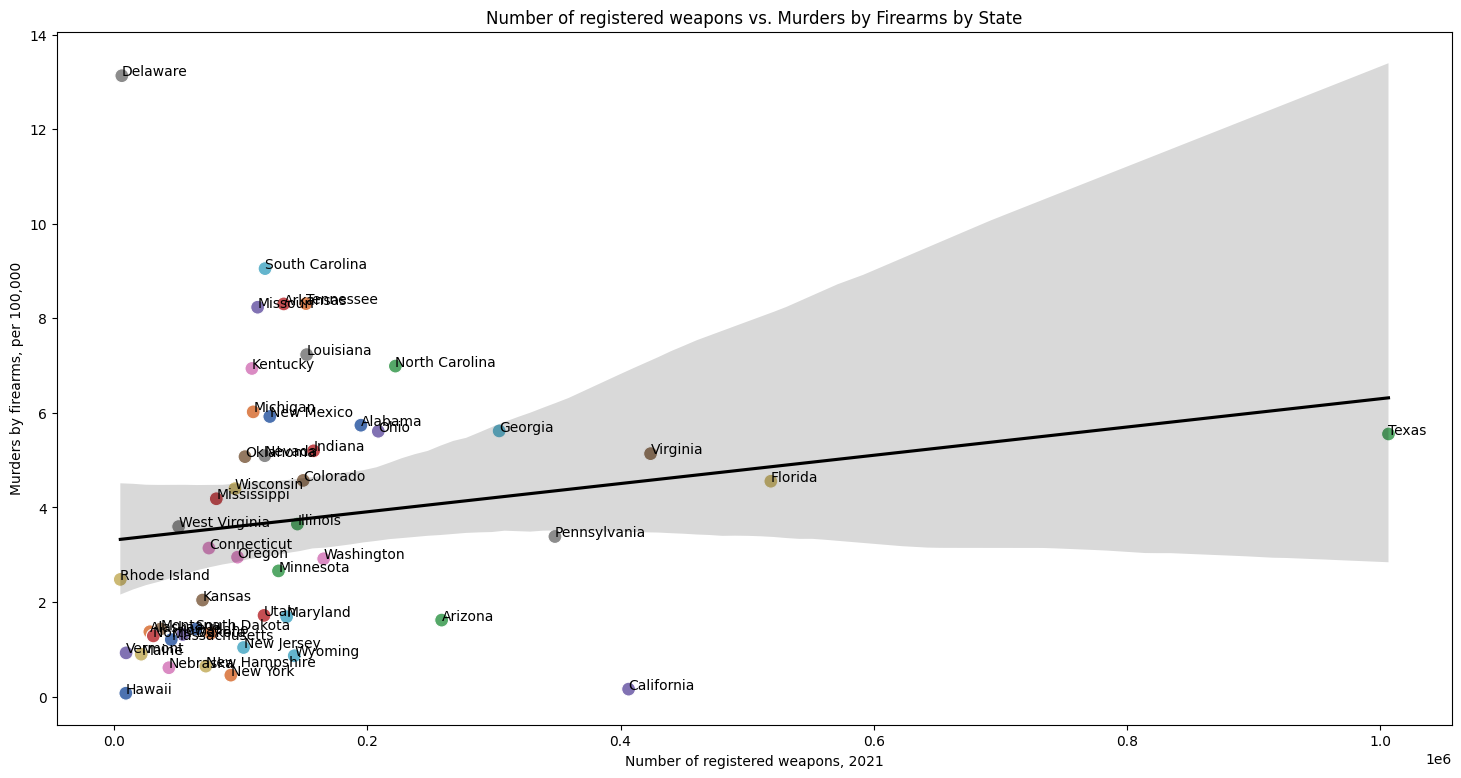 Number of registered weapons vs. Murders by Firearms by State
14
Delaware
12
10
South Carolina
Tennessee
Arkansas
Missouri
8
Louisiana
North Carolina
Kentucky
Michigan
New Mexico
6
Alabama
Ohio
Georgia
Texas
Indiana
Nevada
Oklahoma
Virginia
Colorado
Florida
Wisconsin
Mississippi
4
West Virginia
Illinois
Pennsylvania
Connecticut
Oregon
Washington
Minnesota
Rhode Island
Kansas
2
Utah
Maryland
Arizona
South Dakota
Massachusetts
New Jersey
Vermont
Maine
Wyoming
Nebraska
New Hampshire
New York
California
Hawaii
0
Murders by firearms, per 100,000
0.0
0.2
0.4
0.6
0.8
1.0
1e6
Number of registered weapons, 2021